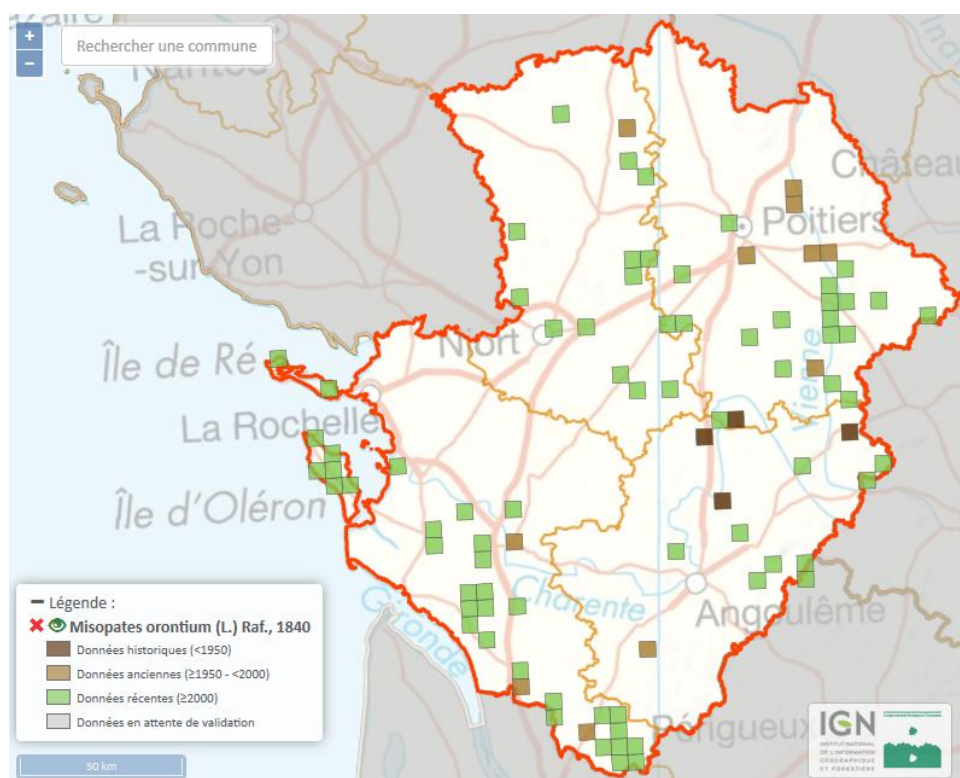 +
Rechercher une commune
−
Nantes
Châteaul
La Roche
-sur-Yon
Poitiers
Niort
Île de Ré
La Rochelle
Vienne
Île d'Oléron
Charente
Angoulême
Gironde
Périgueux
Légende :
Misopates orontium (L.) Raf., 1840
Données historiques (<1950)
Données anciennes (≥1950 - <2000)
Données récentes (≥2000)
Données en attente de validation
50 km
IGN
INSTITUT NATIONAL
DE L'INFORMATION
GÉOGRAPHIQUE
ET FORESTIÈRE